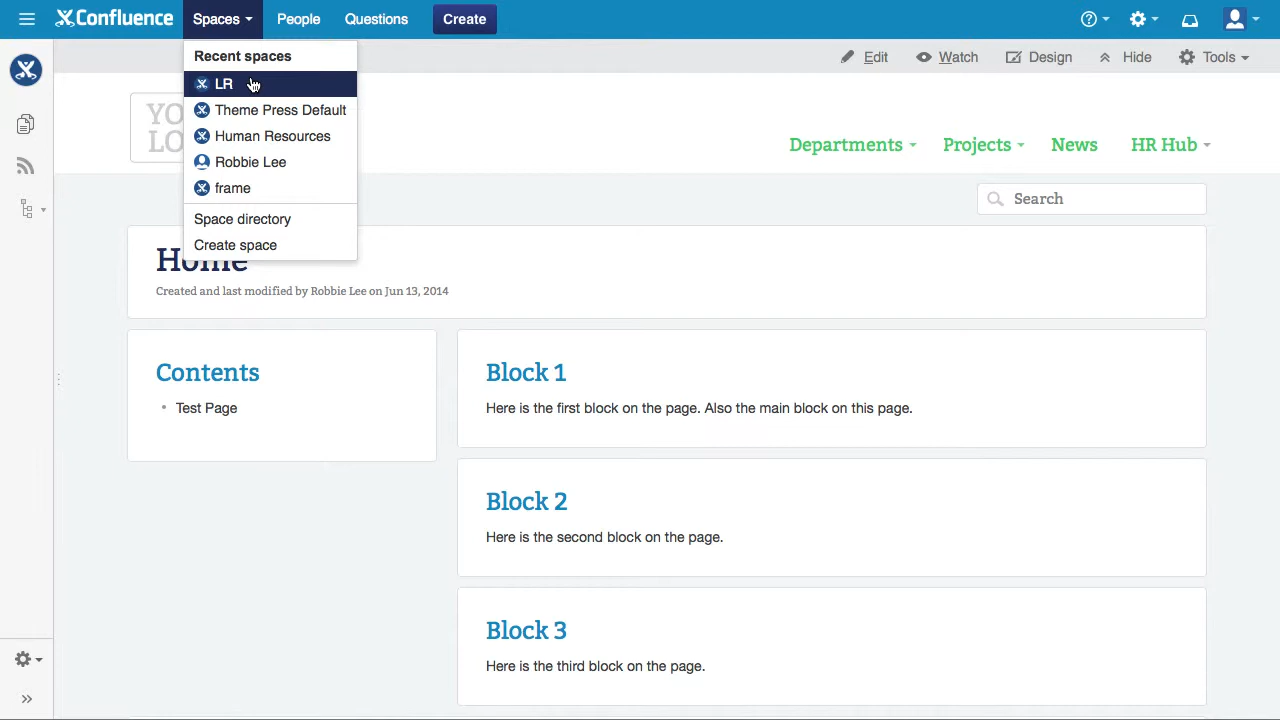 Confluence Spaces People Questions Create
Recent spaces
LR
Theme Press Default
Human Resources
Robbie Lee
frame
Space directory
Create space
Edit Watch Design Hide Tools
YO
LO
Departments Projects News HR Hub
Search
Home
Created and last modified by Robbie Lee on Jun 13, 2014
Contents
Test Page
Block 1
Here is the first block on the page. Also the main block on this page.
Block 2
Here is the second block on the page.
Block 3
Here is the third block on the page.